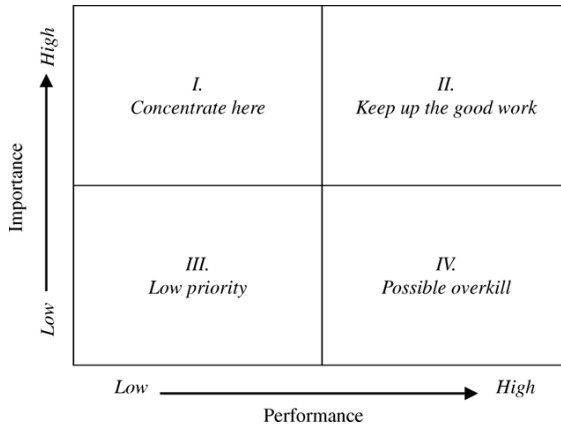 High
I.
Concentrate here
II.
Keep up the good work
Importance
III.
Low priority
IV.
Possible overkill
Low
Low
High
Performance